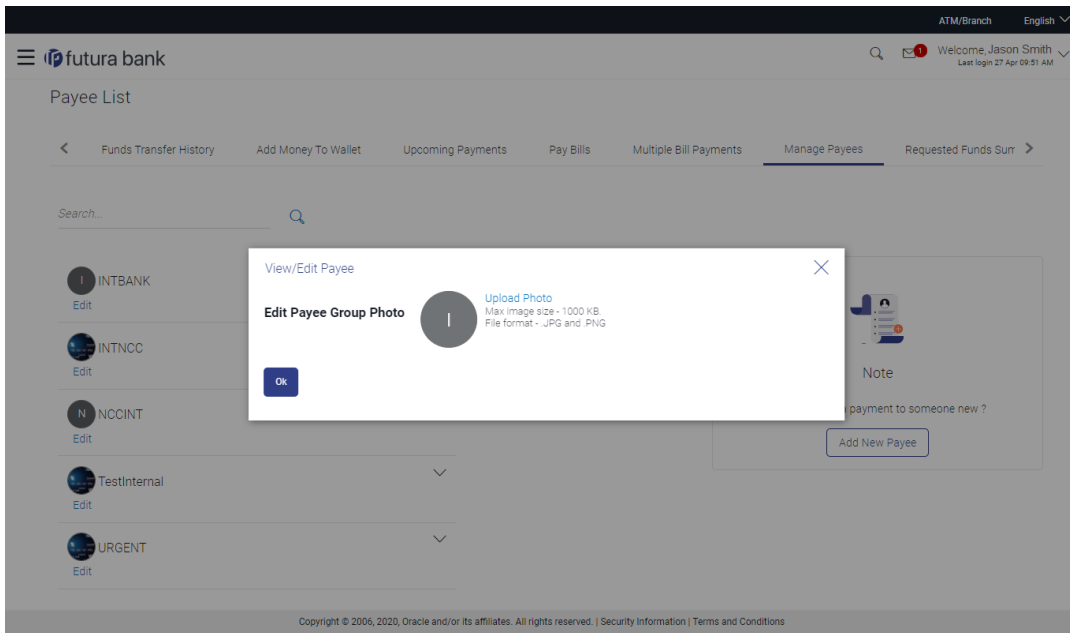 ATM/Branch English
futura bank
1
Welcome, Jason Smith
Last login 27 Apr 09:51 AM
Payee List
Funds Transfer History Add Money To Wallet Upcoming Payments Pay Bills Multiple Bill Payments Manage Payees Requested Funds Sum
Search...
View/Edit Payee
Edit Payee Group Photo
I
Upload Photo
Max image size - 1000 KB.
File format - .JPG and .PNG
Ok
I INTBANK
Edit
INTNCC
Edit
N NCCINT
Edit
TestInternal
Edit
URGENT
Edit
Note
payment to someone new ?
Add New Payee
Copyright © 2006, 2020, Oracle and/or its affiliates. All rights reserved. | Security Information | Terms and Conditions